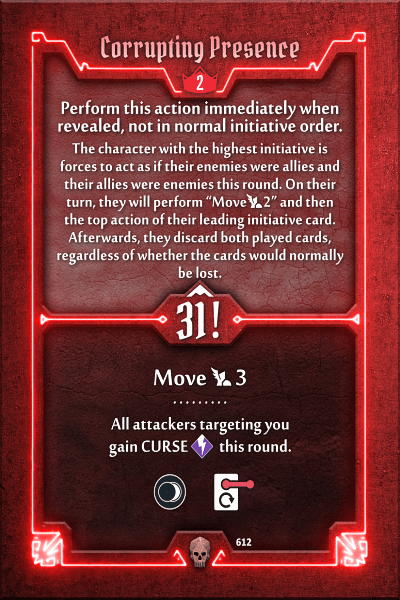 Corrupting Presence
2
Perform this action immediately when
revealed, not in normal initiative order.
The character with the highest initiative is
forces to act as if their enemies were allies and
their allies were enemies this round. On their
turn, they will perform “Move 2” and then
the top action of their leading initiative card.
Afterwards, they discard both played cards,
regardless of whether the cards would normally
be lost.
31!
Move 3
All attackers targeting you
gain CURSE this round.
612